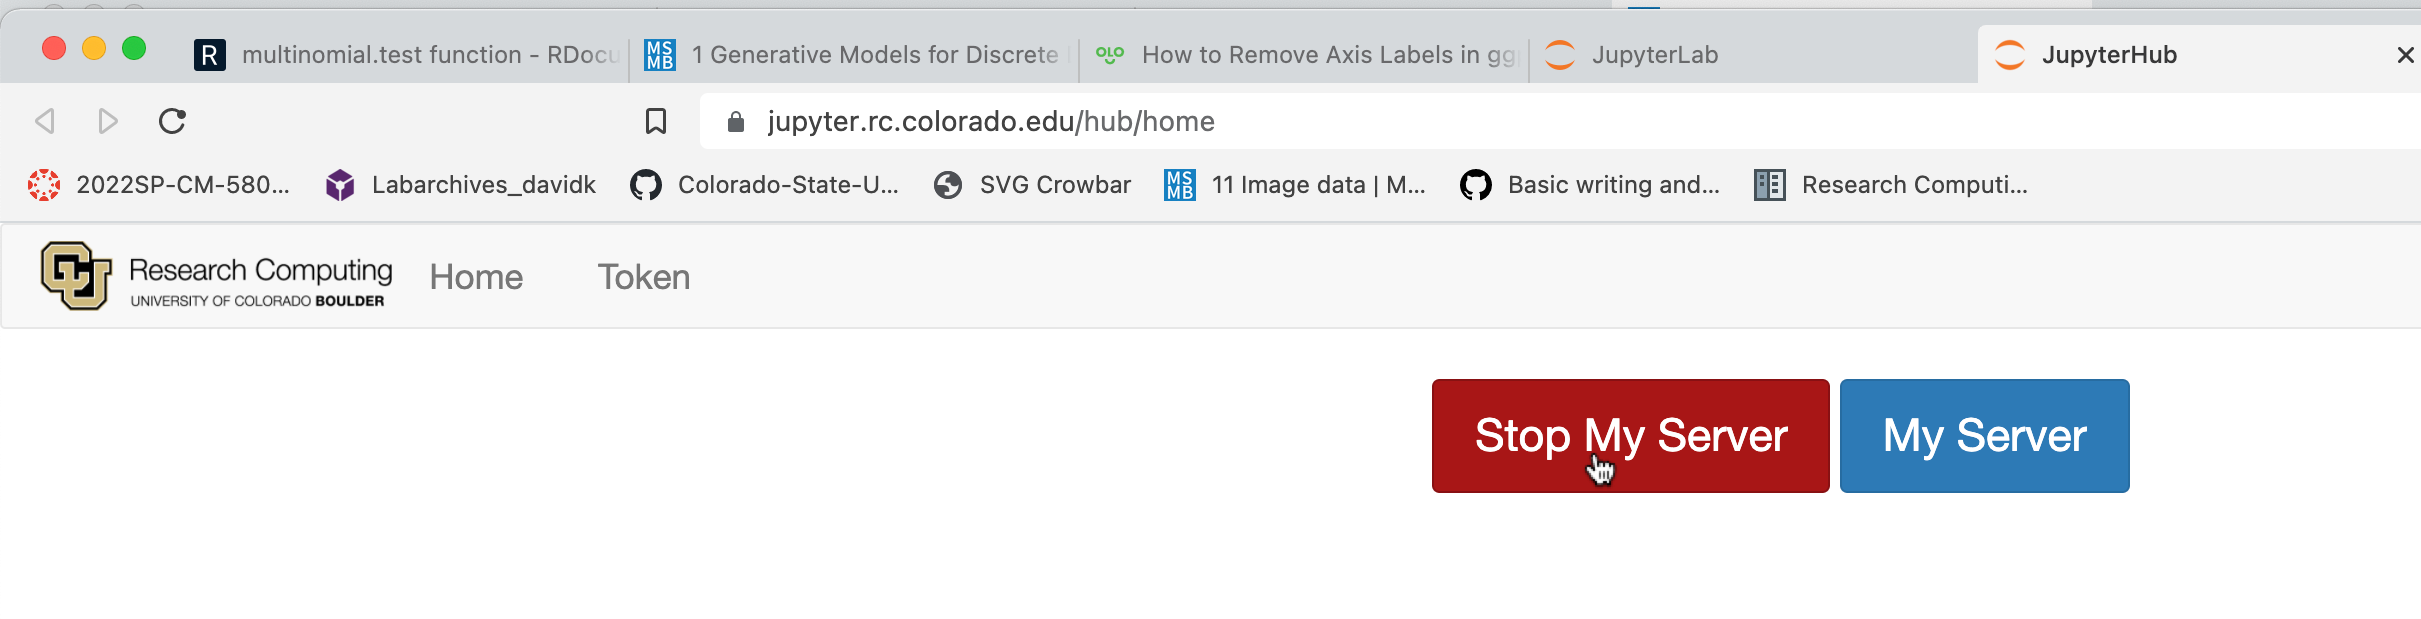 R multinomial.test function - RDocu
MS MB 1 Generative Models for Discrete
OLO How to Remove Axis Labels in gg
JupyterLab
JupyterHub
jupyter.rc.colorado.edu/hub/home
2022SP-CM-580...
Labarchives_davidk
Colorado-State-U...
SVG Crowbar
MS MB 11 Image data | M...
Basic writing and...
Research Computi...
CU Research Computing
UNIVERSITY OF COLORADO BOULDER
Home
Token
Stop My Server
My Server